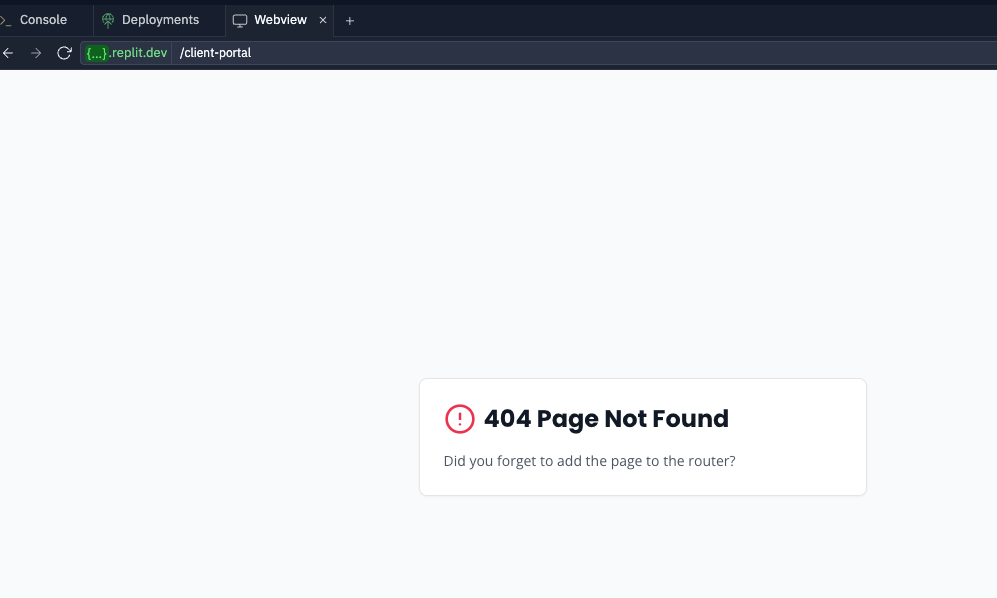 Console
Deployments
Webview
{...}.replit.dev /client-portal
404 Page Not Found
Did you forget to add the page to the router?